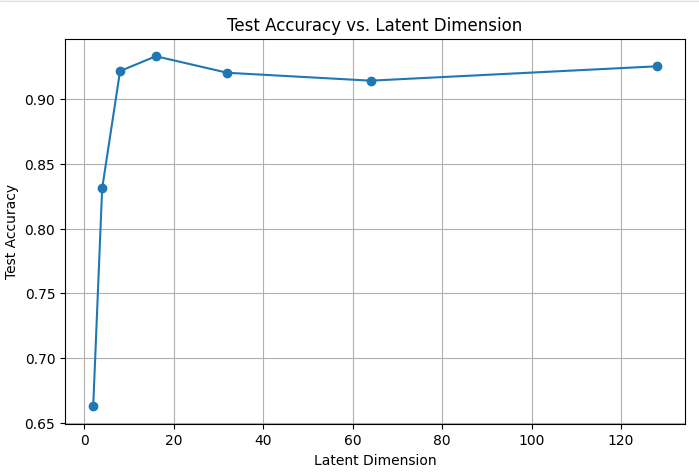 Test Accuracy vs. Latent Dimension
Test Accuracy
0.90
0.85
0.80
0.75
0.70
0.65
0 20 40 60 80 100 120
Latent Dimension